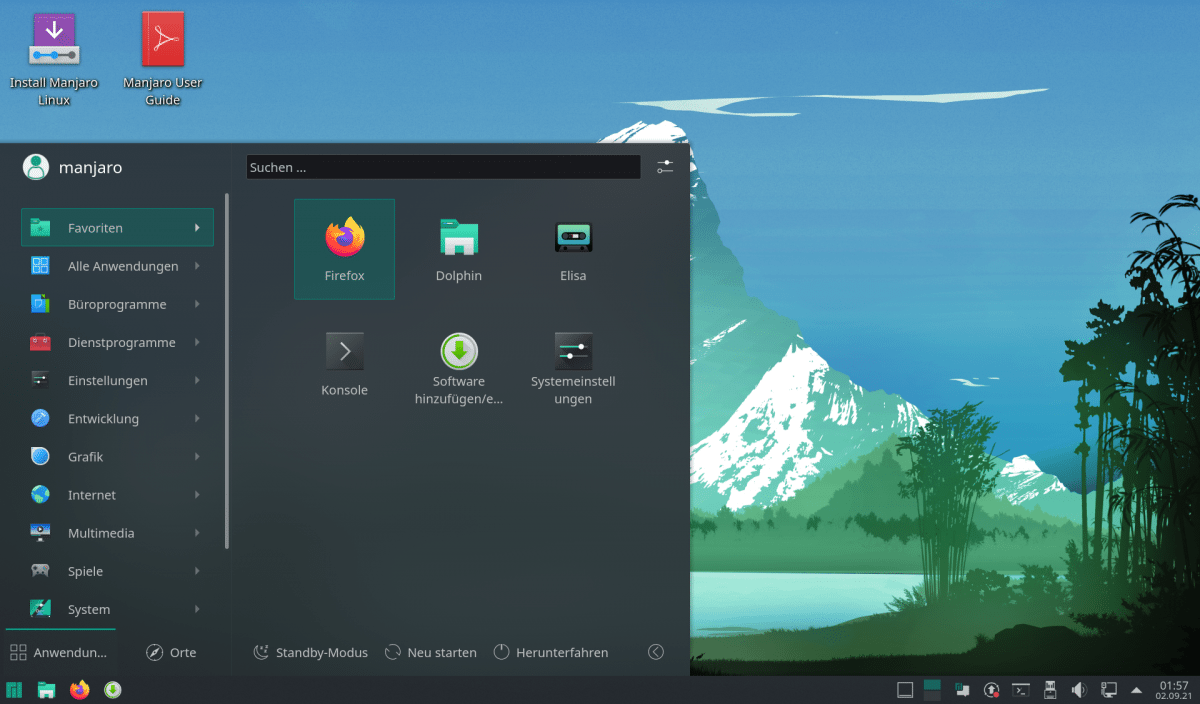 Install Manjaro
Linux
Manjaro User
Guide
manjaro
Suchen ...
Favoriten
Alle Anwendungen
Büroprogramme
Dienstprogramme
Einstellungen
Entwicklung
Grafik
Internet
Multimedia
Spiele
System
Firefox
Dolphin
Elisa
Konsole
Software
hinzufügen/e...
Systemeinstell
ungen
Anwendun...
Orte
Standby-Modus
Neu starten
Herunterfahren
01:57
02.09.21